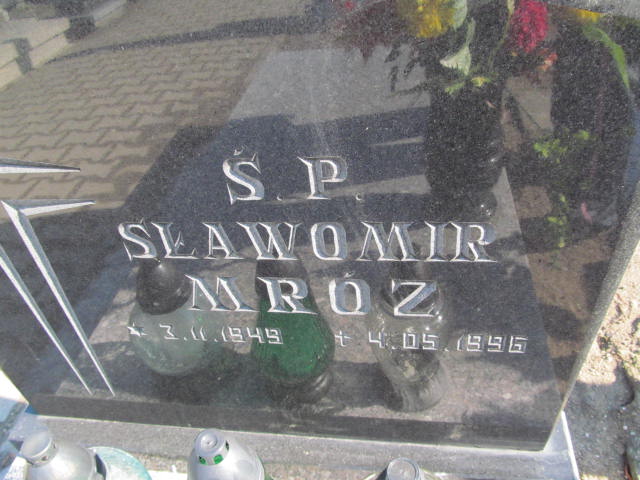 Ś.P.
SŁAWOMIR
MRÓZ
* 3.11.1949 + 4.05.1996